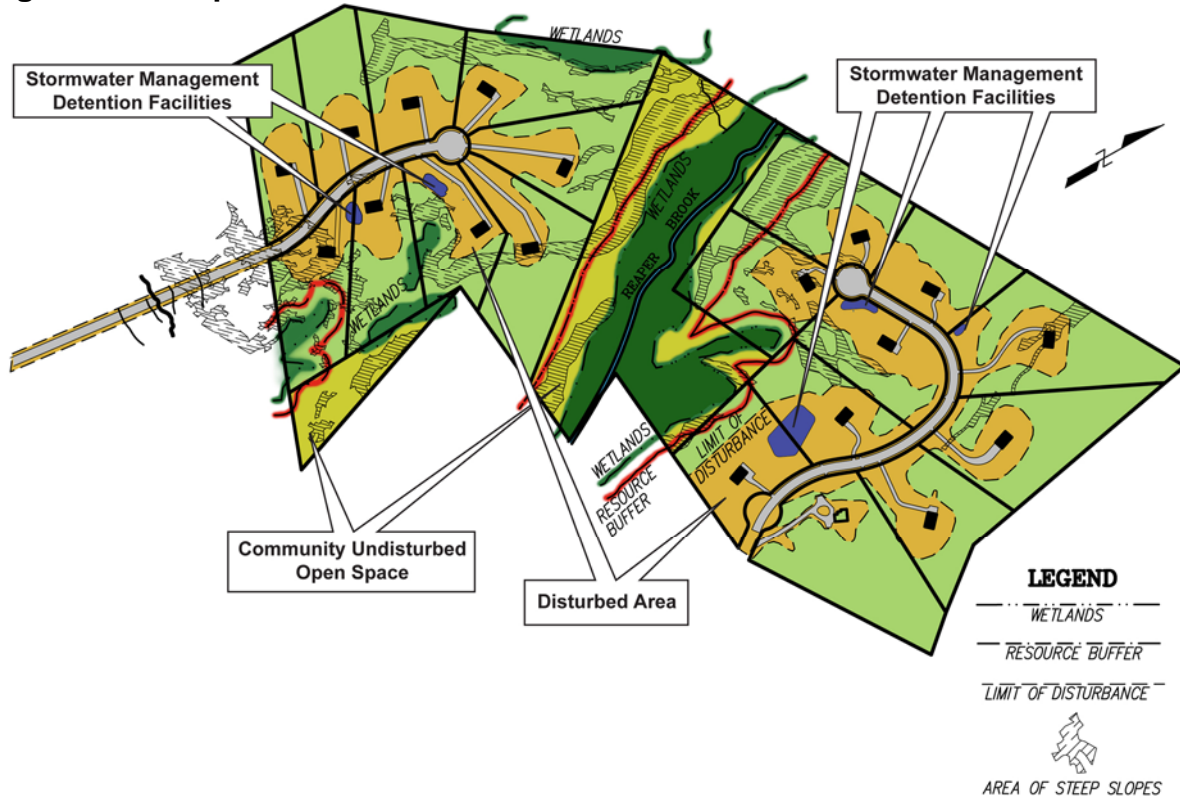 WETLANDS
Stormwater Management
Detention Facilities
Stormwater Management
Detention Facilities
N
WETLANDS
REAPER BROOK
WETLANDS
WETLANDS
RESOURCE
BUFFER
LIMIT OF
DISTURBANCE
Community Undisturbed
Open Space
Disturbed Area
LEGEND
WETLANDS
RESOURCE BUFFER
LIMIT OF DISTURBANCE
AREA OF STEEP SLOPES